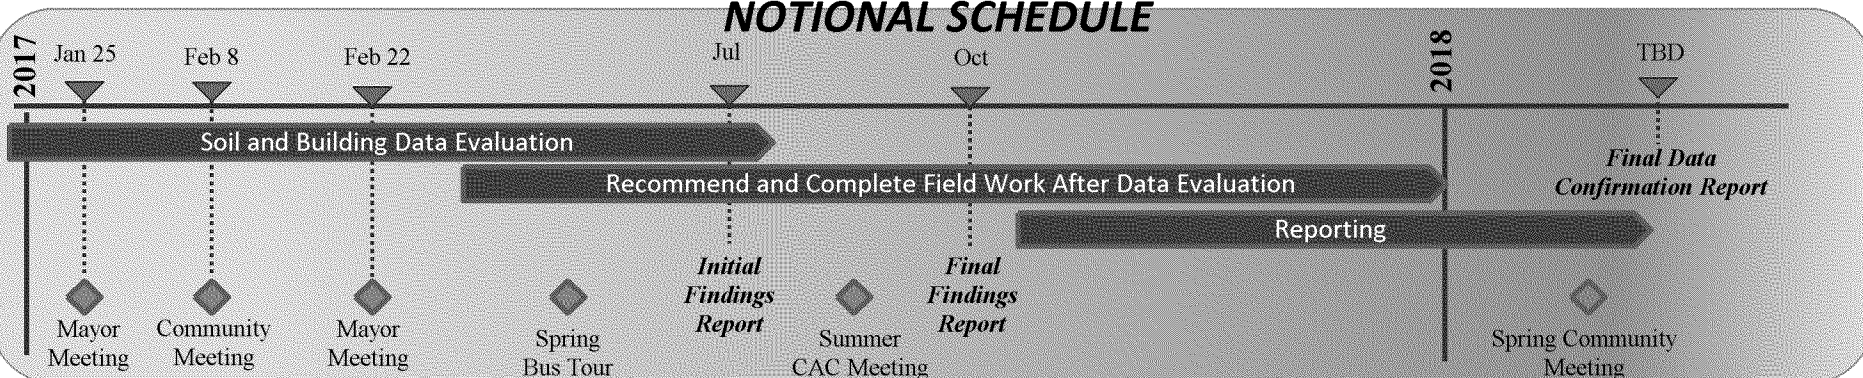 NOTIONAL SCHEDULE
2017
Jan 25
Feb 8
Feb 22
Jul
Oct
2018
TBD
Soil and Building Data Evaluation
Recommend and Complete Field Work After Data Evaluation
Reporting
Final Data
Confirmation Report
Initial
Findings
Report
Final
Findings
Report
Mayor
Meeting
Community
Meeting
Mayor
Meeting
Spring
Bus Tour
Summer
CAC Meeting
Spring Community
Meeting